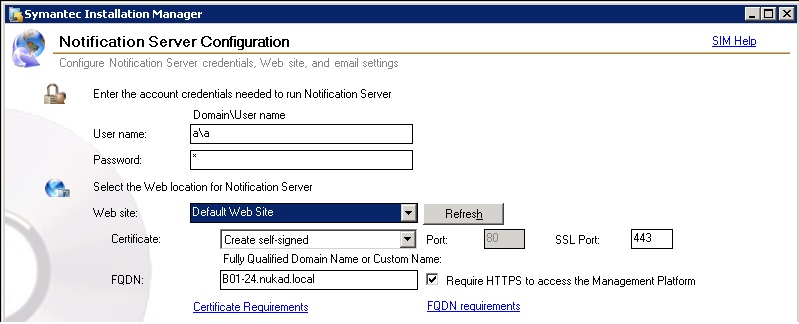 Symantec Installation Manager
Notification Server Configuration
SIM Help
Configure Notification Server credentials, Web site, and email settings
Enter the account credentials needed to run Notification Server
Domain\User name
User name: a\a
Password: *
Select the Web location for Notification Server
Web site: Default Web Site Refresh
Certificate: Create self-signed Port: 80 SSL Port: 443
Fully Qualified Domain Name or Custom Name:
FQDN: B01-24.nukad.local Require HTTPS to access the Management Platform
Certificate Requirements FQDN requirements